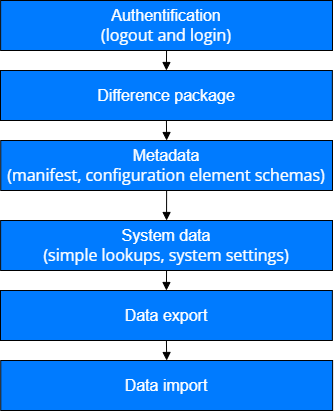 Authentification
(logout and login)
Difference package
Metadata
(manifest, configuration element schemas)
System data
(simple lookups, system settings)
Data export
Data import